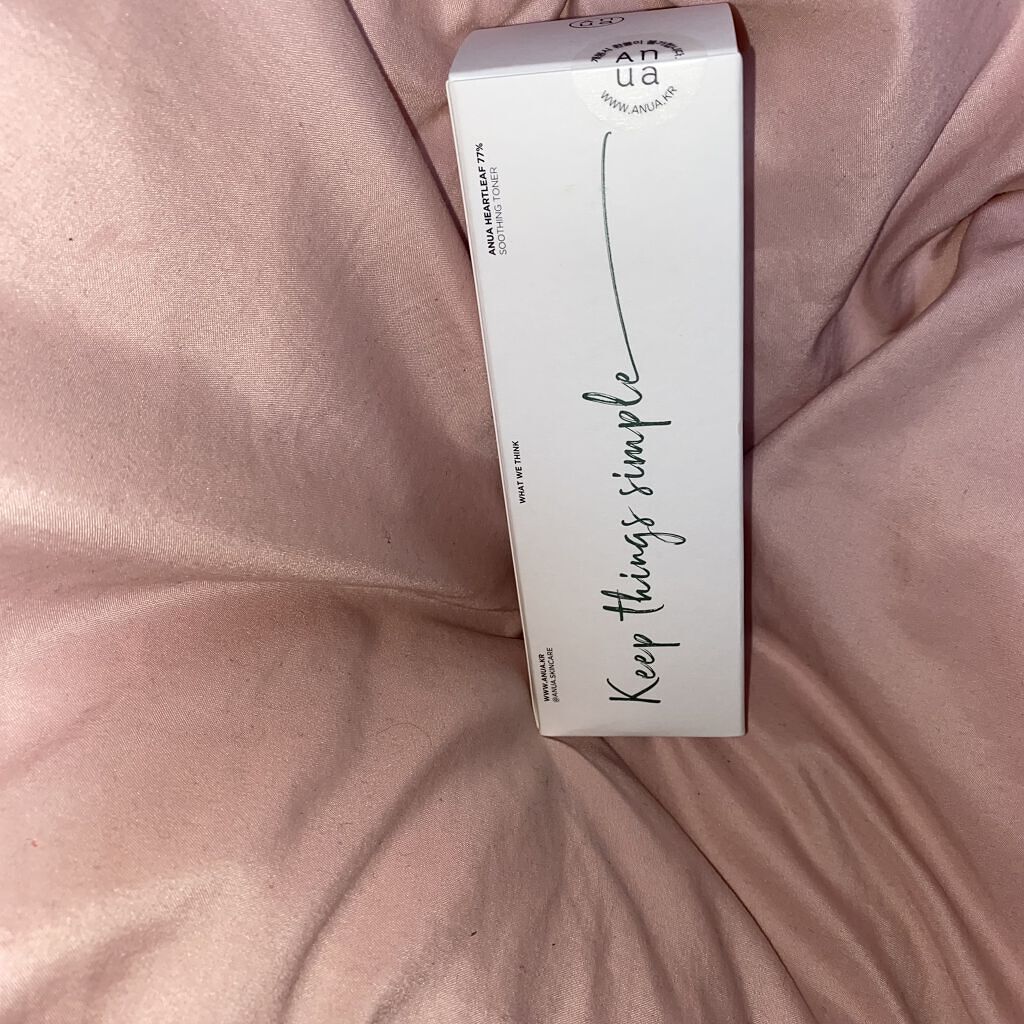 ANUA HEARTLEAF 77%
SOOTHING TONER
WHAT WE THINK
WWW.ANUA.KR
@ANUA.SKINCARE
Keep things simple
An
ua
WWW.ANUA.KR